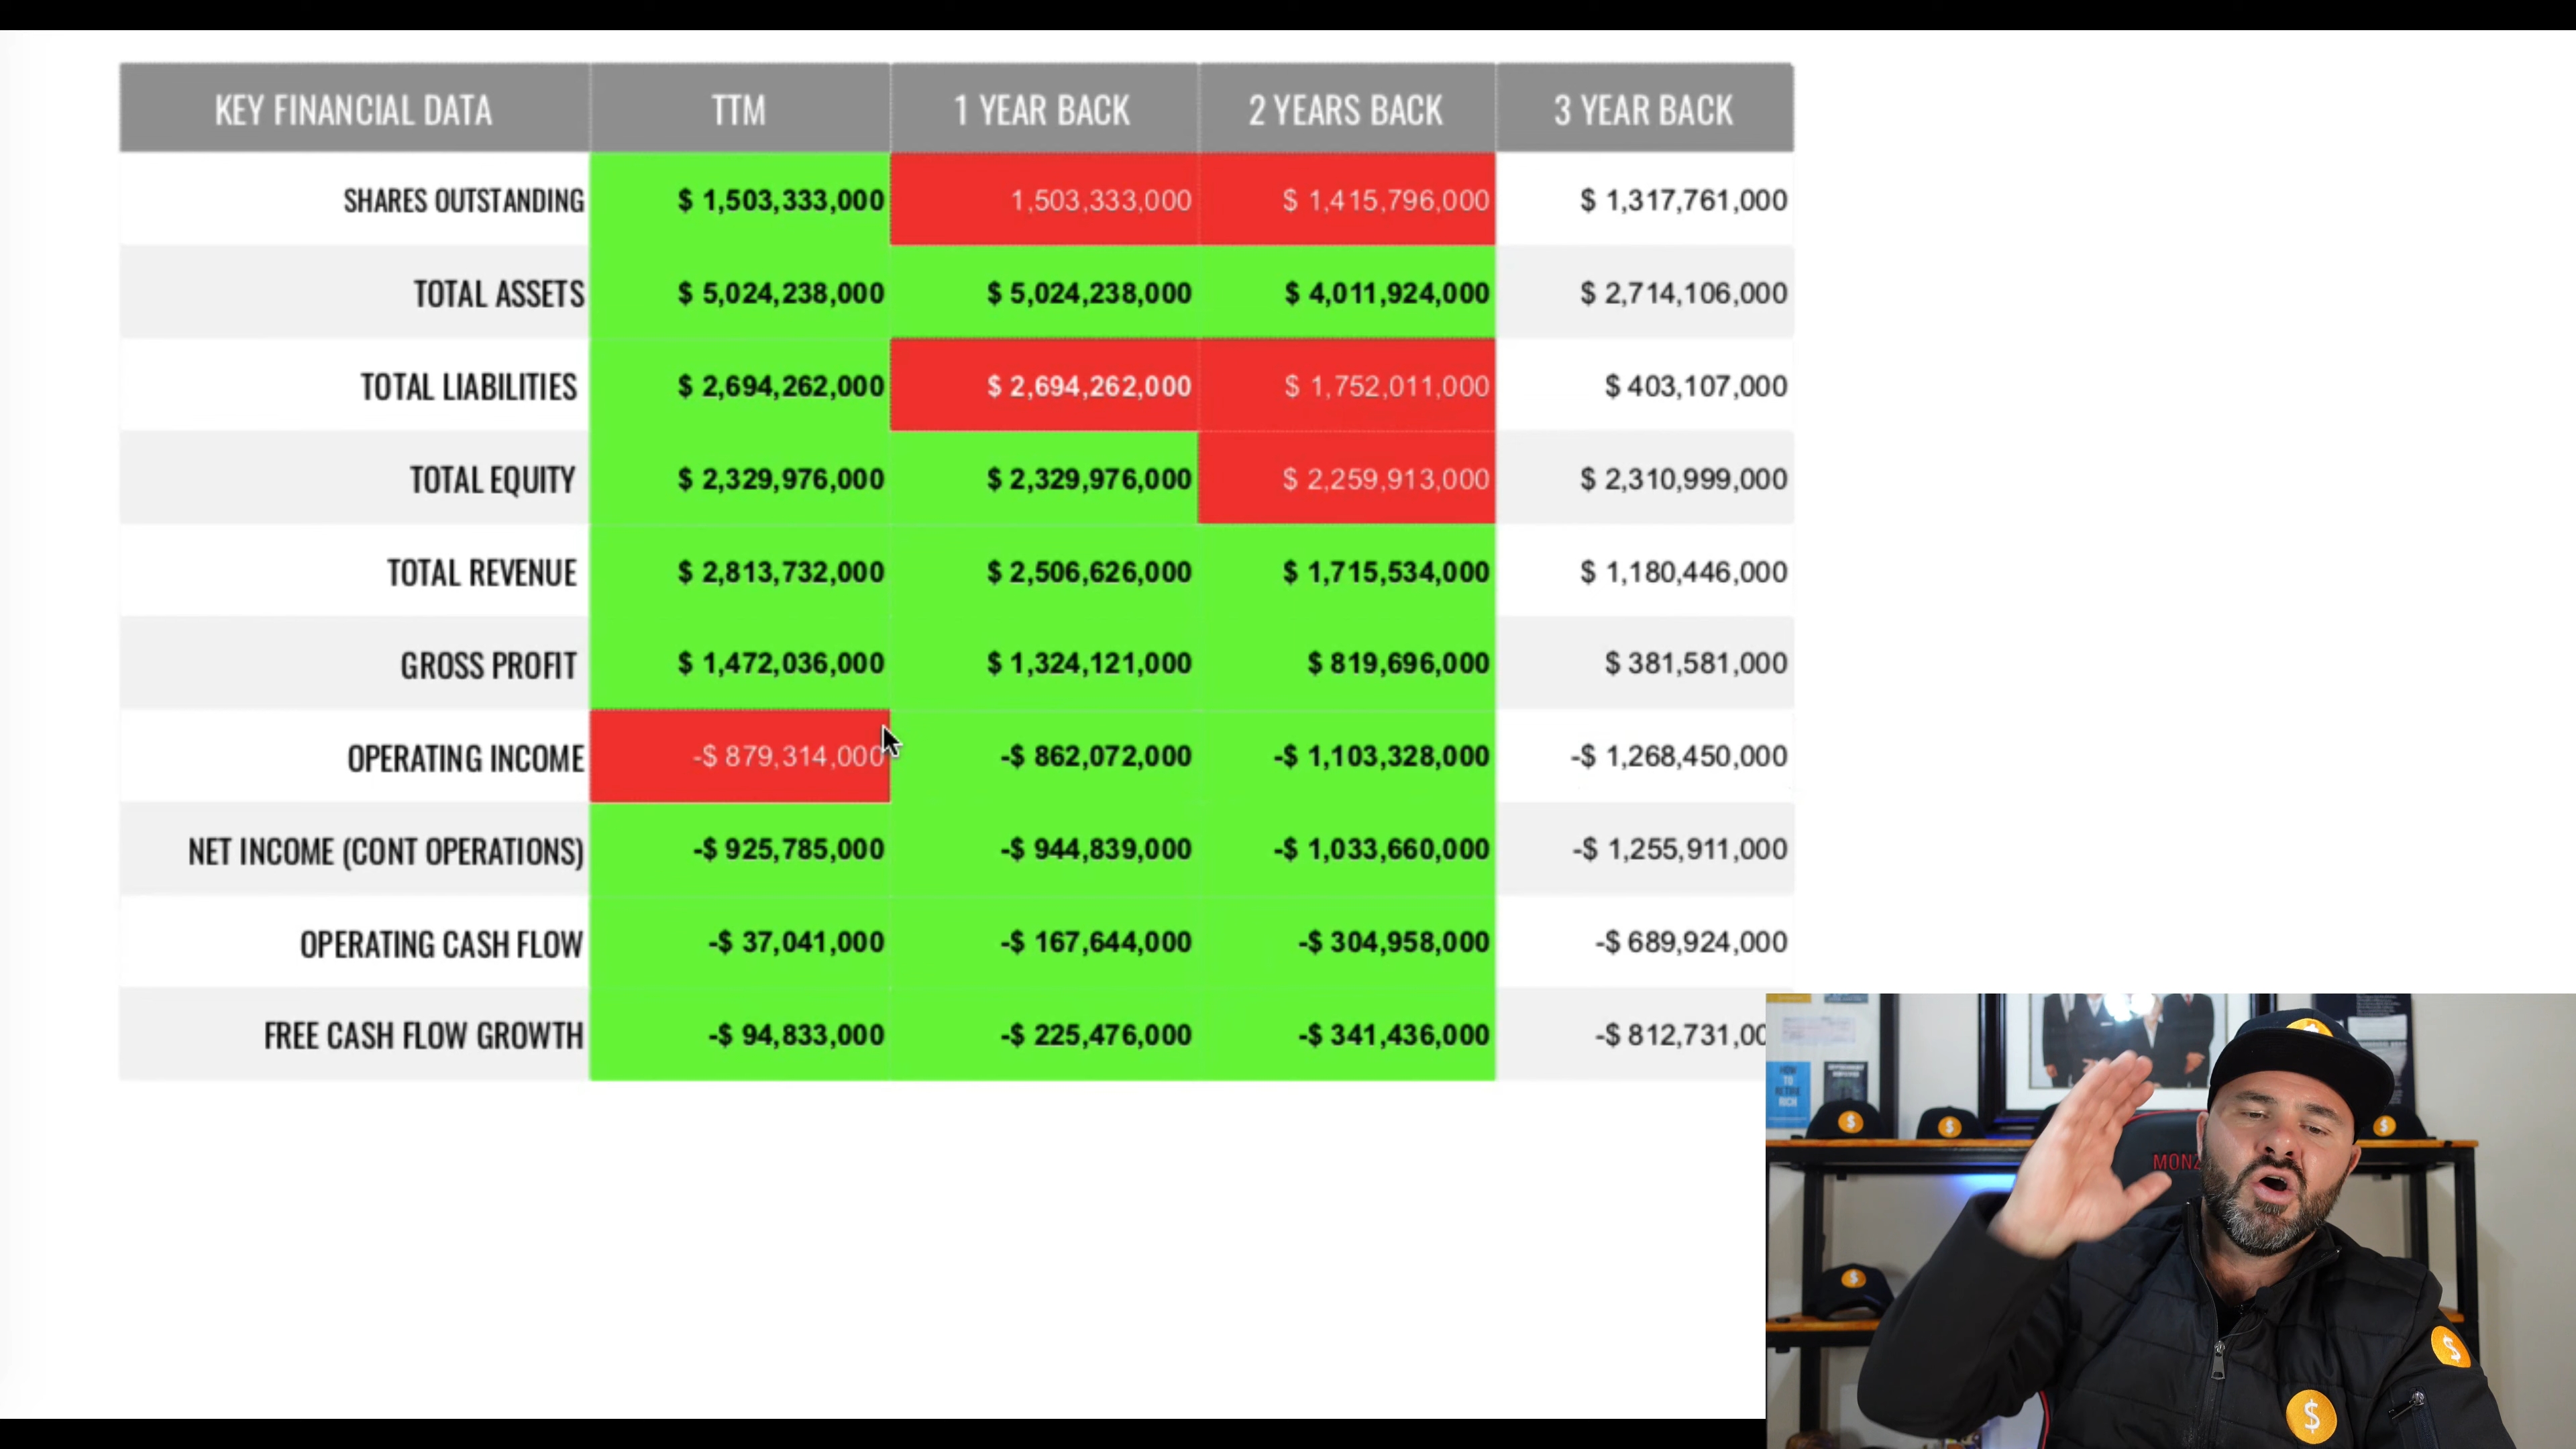 KEY FINANCIAL DATA TTM 1 YEAR BACK 2 YEARS BACK 3 YEAR BACK
SHARES OUTSTANDING $ 1,503,333,000 1,503,333,000 $ 1,415,796,000 $ 1,317,761,000
TOTAL ASSETS $ 5,024,238,000 $ 5,024,238,000 $ 4,011,924,000 $ 2,714,106,000
TOTAL LIABILITIES $ 2,694,262,000 $ 2,694,262,000 $ 1,752,011,000 $ 403,107,000
TOTAL EQUITY $ 2,329,976,000 $ 2,329,976,000 $ 2,259,913,000 $ 2,310,999,000
TOTAL REVENUE $ 2,813,732,000 $ 2,506,626,000 $ 1,715,534,000 $ 1,180,446,000
GROSS PROFIT $ 1,472,036,000 $ 1,324,121,000 $ 819,696,000 $ 381,581,000
OPERATING INCOME -$ 879,314,000 -$ 862,072,000 -$ 1,103,328,000 -$ 1,268,450,000
NET INCOME (CONT OPERATIONS) -$ 925,785,000 -$ 944,839,000 -$ 1,033,660,000 -$ 1,255,911,000
OPERATING CASH FLOW -$ 37,041,000 -$ 167,644,000 -$ 304,958,000 -$ 689,924,000
FREE CASH FLOW GROWTH -$ 94,833,000 -$ 225,476,000 -$ 341,436,000 -$ 812,731,00
HOW
TO
RETIRE
RICH
$ $ $
MONZ
$
$
$